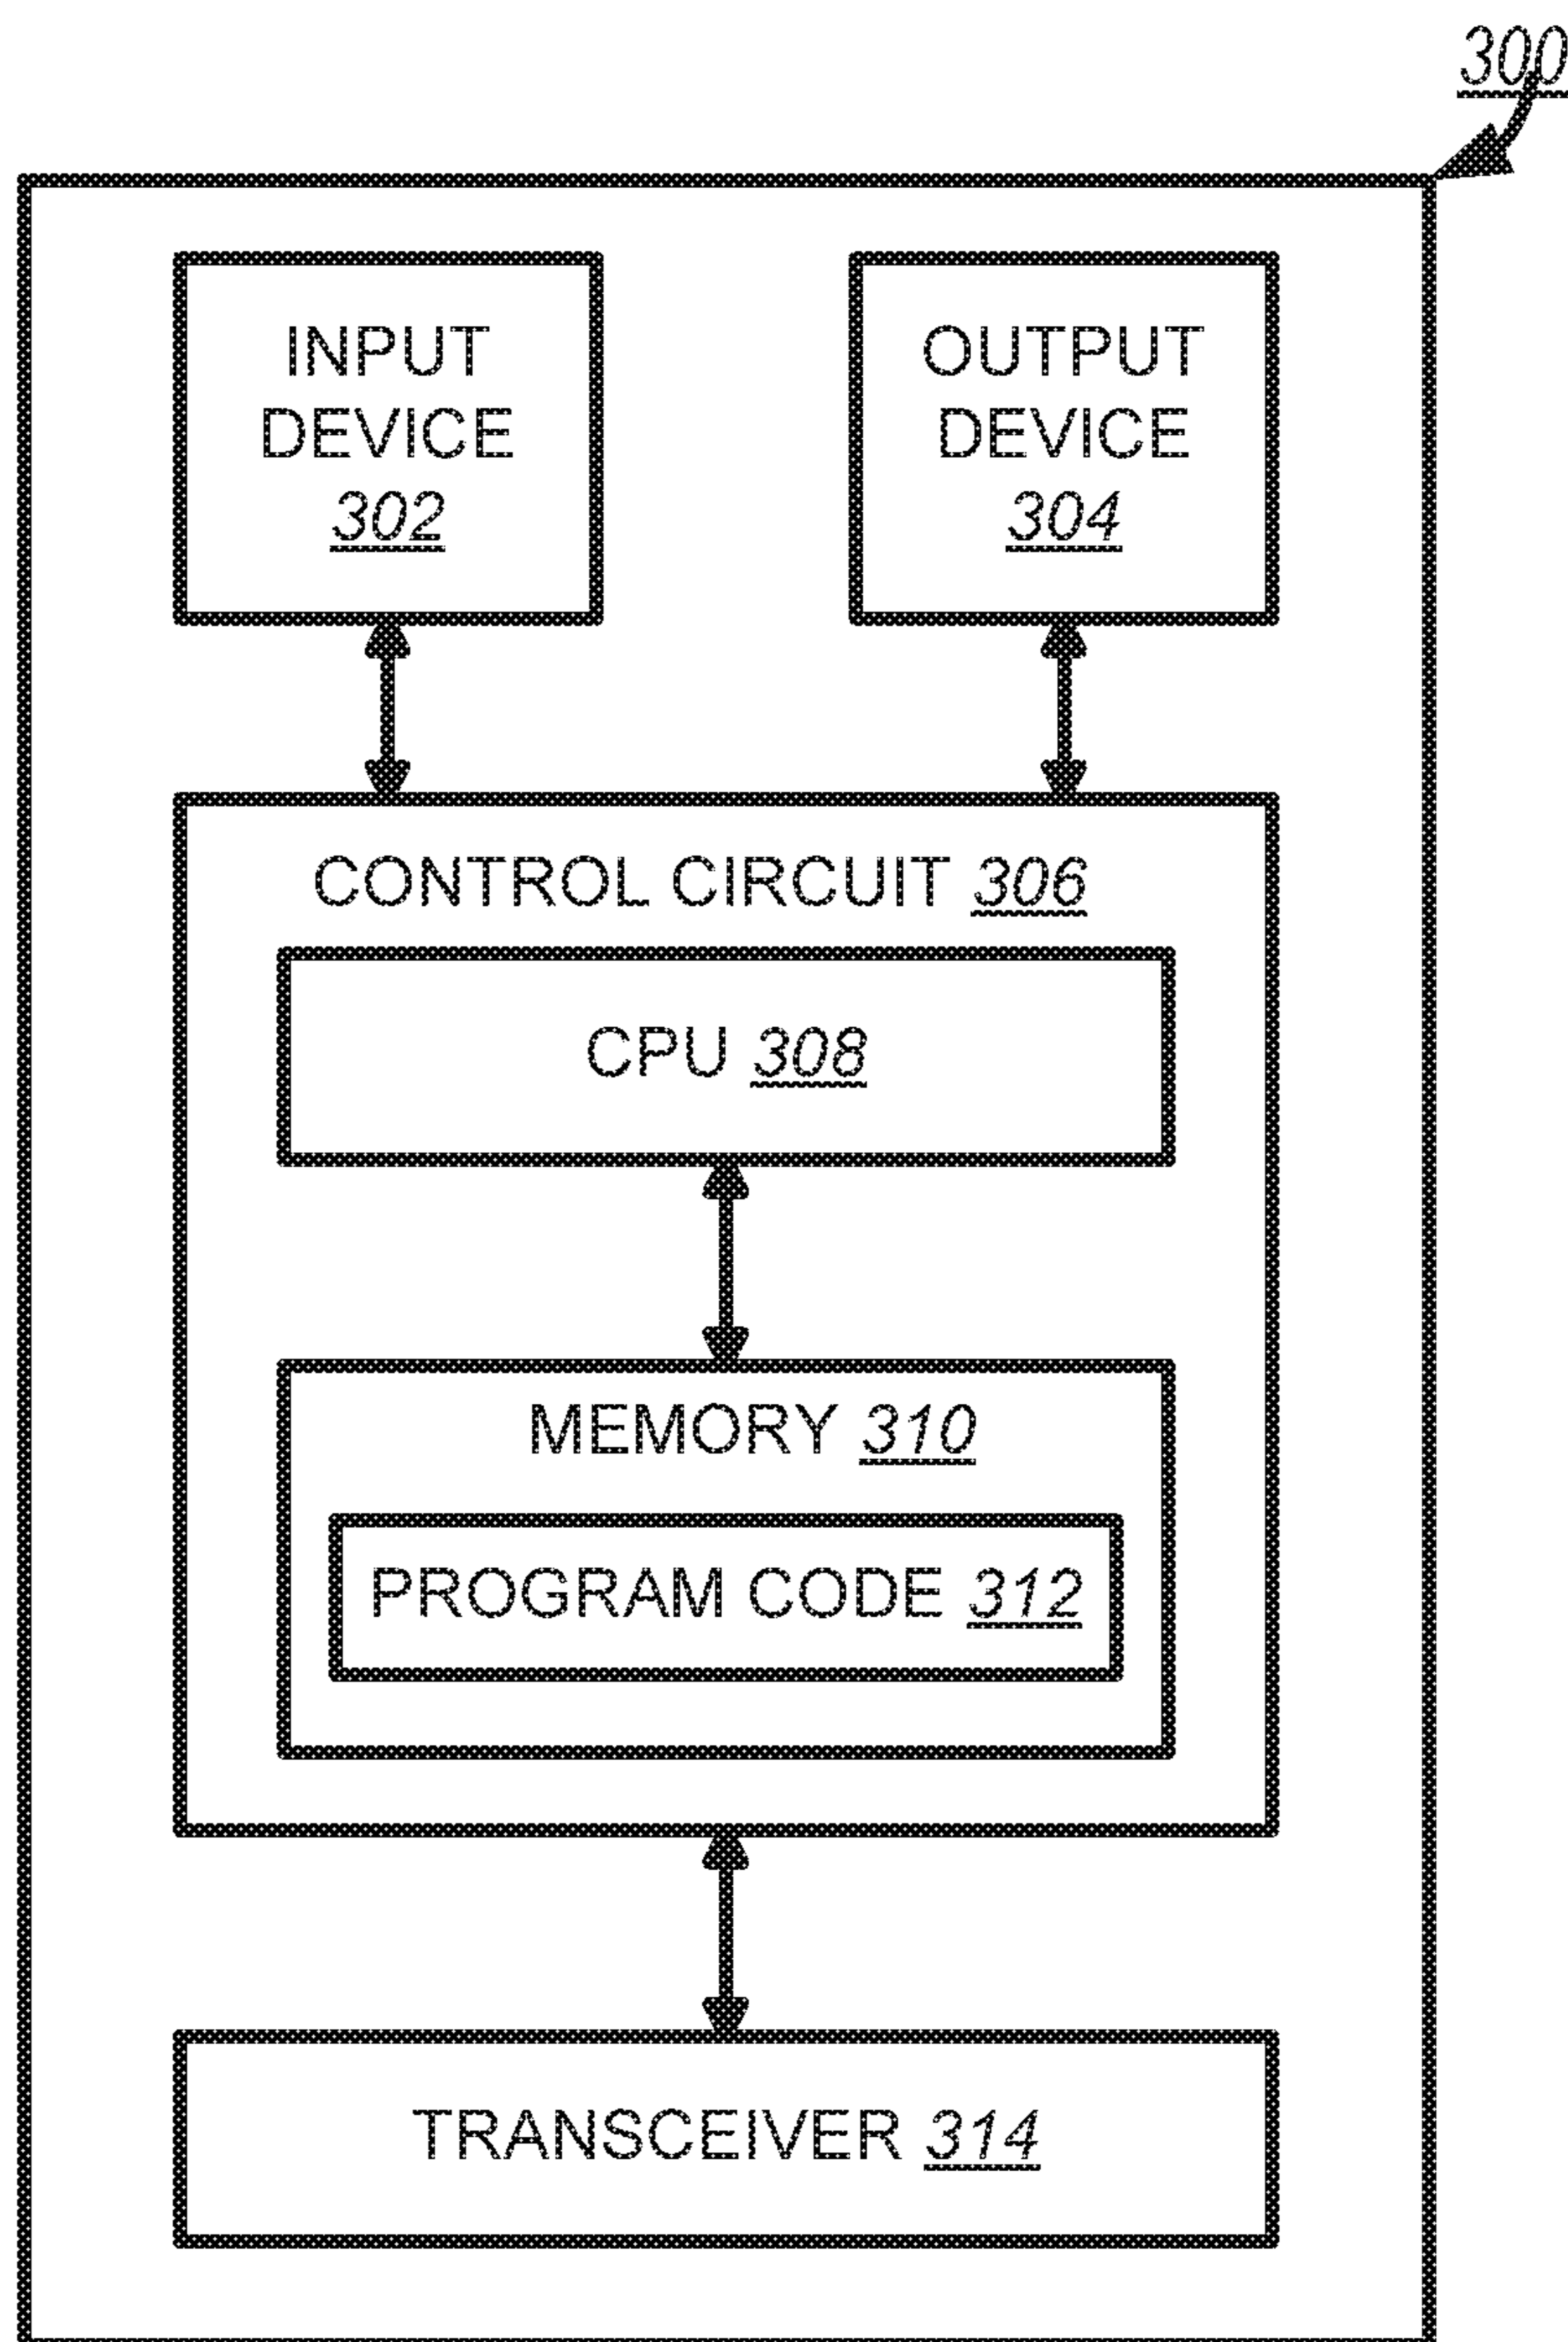 300
INPUT
DEVICE
302
OUTPUT
DEVICE
304
CONTROL CIRCUIT 306
CPU 308
MEMORY 310
PROGRAM CODE 312
TRANSCEIVER 314